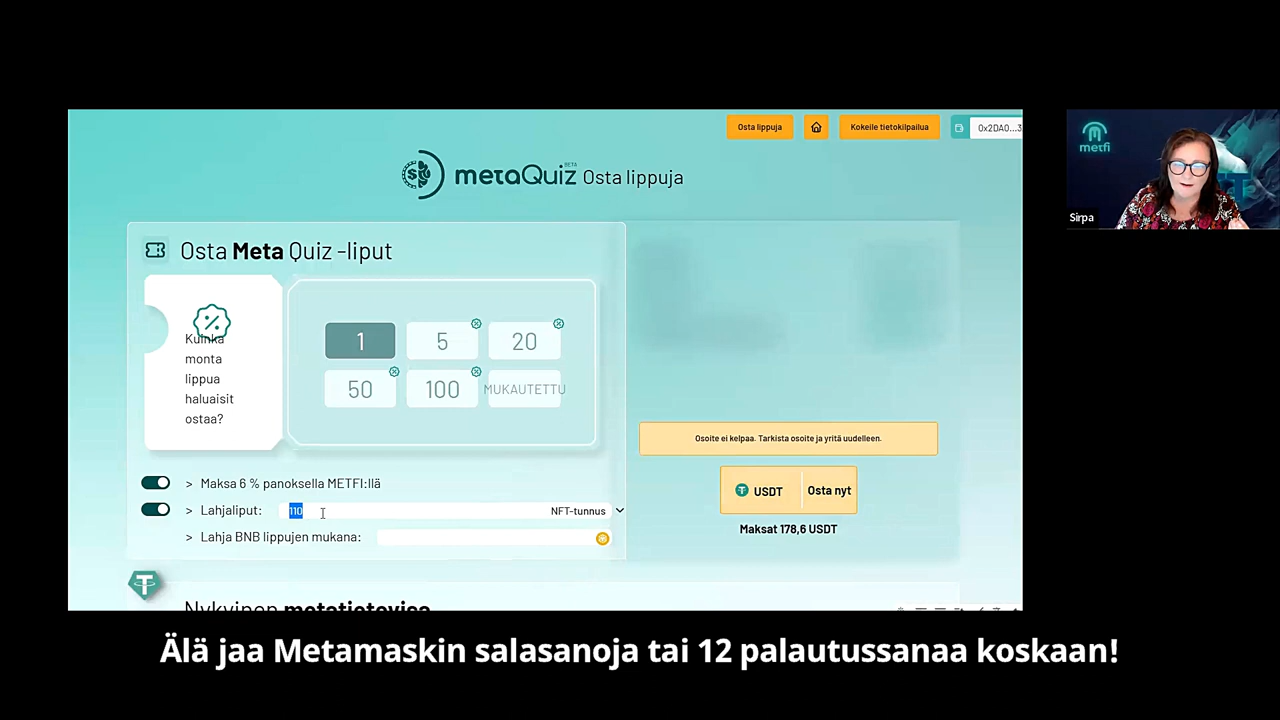 Osta lippuja
Kokeile tietokilpailua
0x2DA0...3
metfi
metaQuiz BETA Osta lippuja
Sirpa
Osta Meta Quiz -liput
Kuinka
monta
lippua
haluaisit
ostaa?
1
5
20
50
100
MUKAUTETTU
Osoite ei kelpaa. Tarkista osoite ja yritä uudelleen.
> Maksa 6 % panoksella METFI:llä
USDT
Osta nyt
> Lahjaliput: 110 NFT-tunnus
Maksat 178,6 USDT
> Lahja BNB lippujen mukana:
Nykyinen metatietovisa
Älä jaa Metamaskin salasanoja tai 12 palautussanaa koskaan!